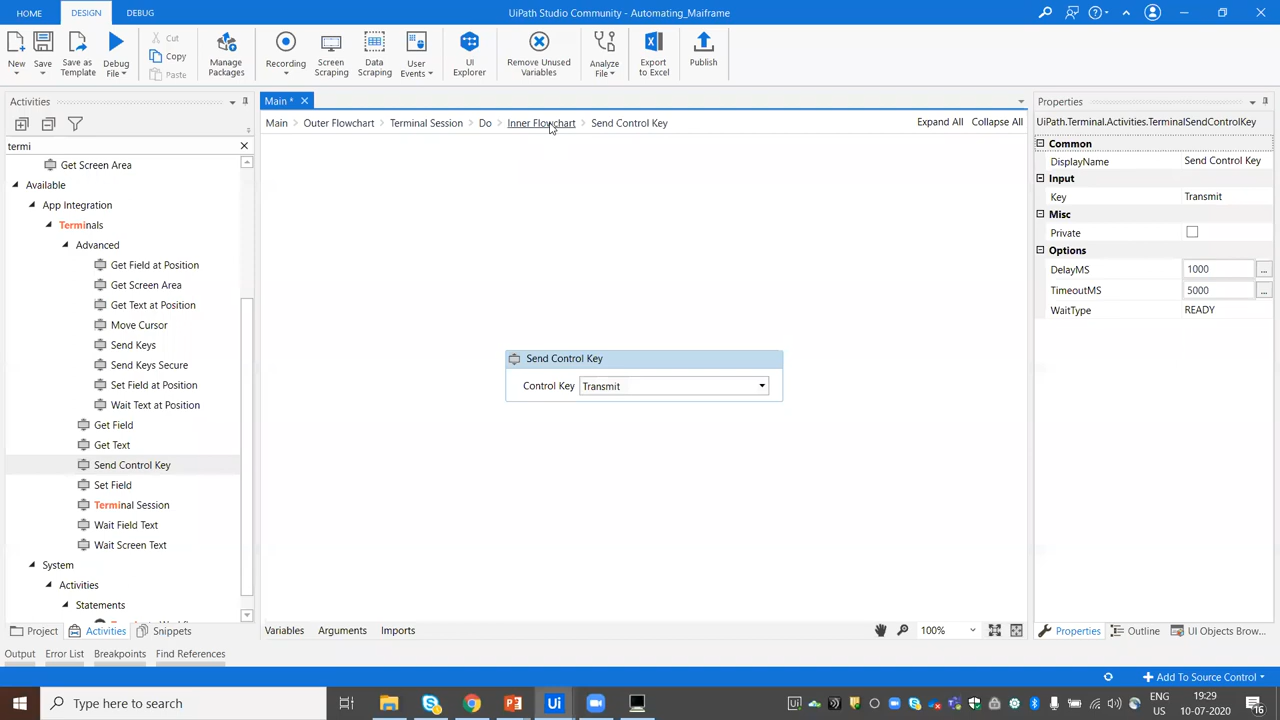 HOME DESIGN DEBUG UiPath Studio Community - Automating_Maiframe
New Save Save as Template Debug File Cut Copy Paste Manage Packages Recording Screen Scraping Data Scraping User Events UI Explorer Remove Unused Variables Analyze File Export to Excel Publish
Activities
termi
Get Screen Area
Available
App Integration
Terminals
Advanced
Get Field at Position
Get Screen Area
Get Text at Position
Move Cursor
Send Keys
Send Keys Secure
Set Field at Position
Wait Text at Position
Get Field
Get Text
Send Control Key
Set Field
Terminal Session
Wait Field Text
Wait Screen Text
System
Activities
Statements
Project Activities Snippets
Main *
Main Outer Flowchart Terminal Session Do Inner Flowchart Send Control Key Expand All Collapse All
Send Control Key
Control Key Transmit
Variables Arguments Imports 100%
Properties
UiPath.Terminal.Activities.TerminalSendControlKey
Common
DisplayName Send Control Key
Input
Key Transmit
Misc
Private
Options
DelayMS 1000 ...
TimeoutMS 5000 ...
WaitType READY
Properties Outline UI Objects Brow...
Output Error List Breakpoints Find References
Add To Source Control
Type here to search
ENG
IN
19:29
10-07-2020
16